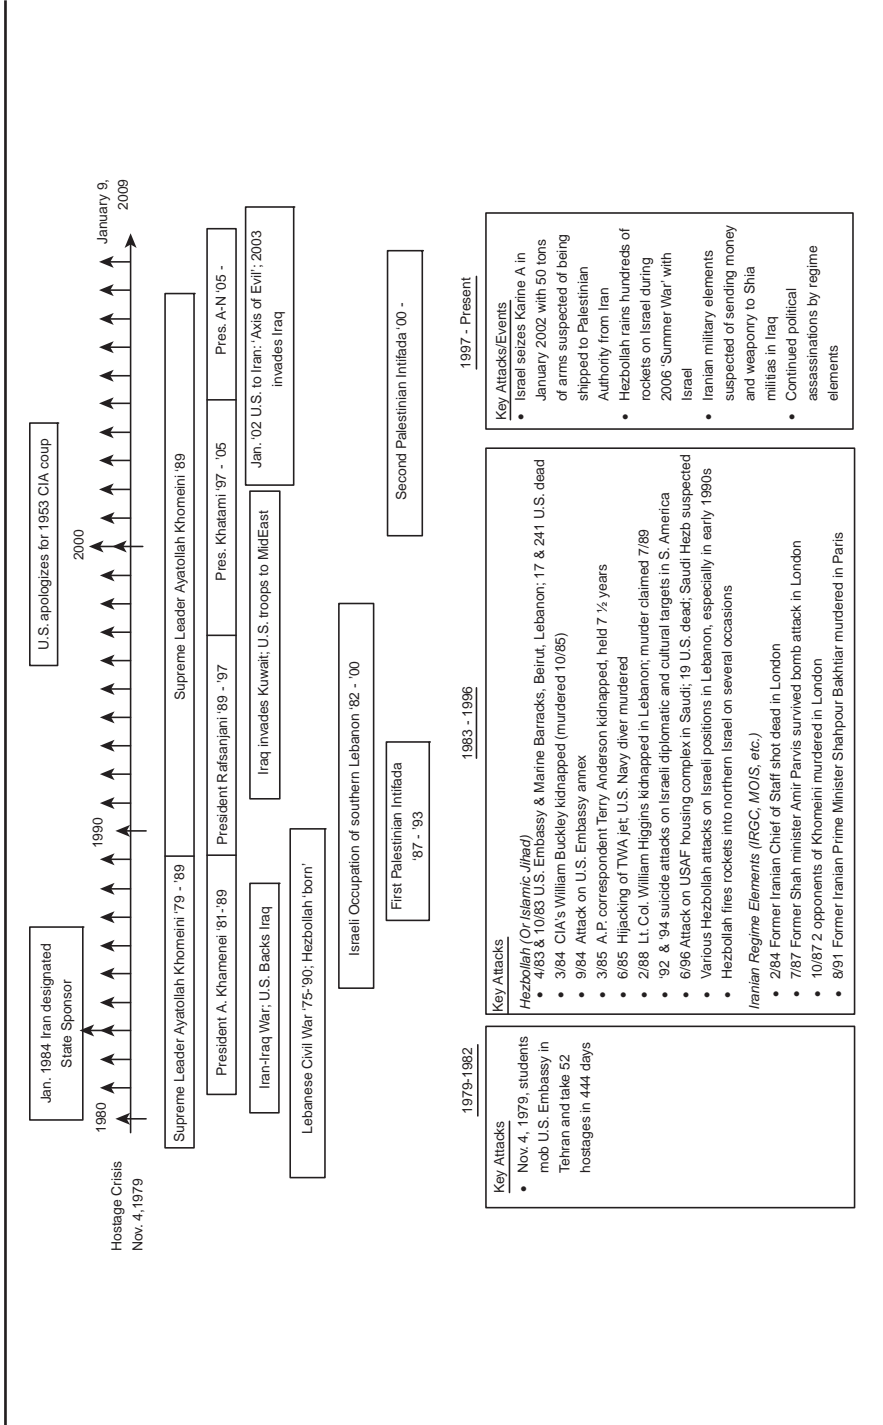 Jan. 1984 Iran designated
State Sponsor
U.S. apologizes for 1953 CIA coup
1980
1990
2000
January 9,
2009
Hostage Crisis
Nov. 4,1979
Supreme Leader Ayatollah Khomeini ‘79 - ‘89
Supreme Leader Ayatollah Khomeini ‘89
President A. Khamenei ‘81-‘89
President Rafsanjani ‘89 - ‘97
Pres. Khatami ‘97 - ‘05
Pres. A-N ‘05 -
Iran-Iraq War; U.S. Backs Iraq
Iraq invades Kuwait; U.S. troops to MidEast
Jan. ‘02 U.S. to Iran: ‘Axis of Evil’; 2003
invades Iraq
Lebanese Civil War ‘75-‘90; Hezbollah ‘born’
Israeli Occupation of southern Lebanon ‘82 - ‘00
First Palestinian Intifada
‘87 - ‘93
Second Palestinian Intifada ‘00 -
1979-1982
Key Attacks
• Nov. 4, 1979, students
mob U.S. Embassy in
Tehran and take 52
hostages in 444 days
1983 - 1996
Key Attacks
Hezbollah (Or Islamic Jihad)
• 4/83 & 10/83 U.S. Embassy & Marine Barracks, Beirut, Lebanon; 17 & 241 U.S. dead
• 3/84 CIA’s William Buckley kidnapped (murdered 10/85)
• 9/84 Attack on U.S. Embassy annex
• 3/85 A.P. correspondent Terry Anderson kidnapped, held 7 ½ years
• 6/85 Hijacking of TWA jet; U.S. Navy diver murdered
• 2/88 Lt. Col. William Higgins kidnapped in Lebanon; murder claimed 7/89
• ‘92 & ‘94 suicide attacks on Israeli diplomatic and cultural targets in S. America
• 6/96 Attack on USAF housing complex in Saudi; 19 U.S. dead; Saudi Hezb suspected
• Various Hezbollah attacks on Israeli positions in Lebanon, especially in early 1990s
• Hezbollah fires rockets into northern Israel on several occasions
Iranian Regime Elements (IRGC, MOIS, etc.)
• 2/84 Former Iranian Chief of Staff shot dead in London
• 7/87 Former Shah minister Amir Parvis survived bomb attack in London
• 10/87 2 opponents of Khomeini murdered in London
• 8/91 Former Iranian Prime Minister Shahpour Bakhtiar murdered in Paris
1997 - Present
Key Attacks/Events
• Israel seizes Karine A in
January 2002 with 50 tons
of arms suspected of being
shipped to Palestinian
Authority from Iran
• Hezbollah rains hundreds of
rockets on Israel during
2006 ‘Summer War’ with
Israel
• Iranian military elements
suspected of sending money
and weaponry to Shia
militias in Iraq
• Continued political
assassinations by regime
elements